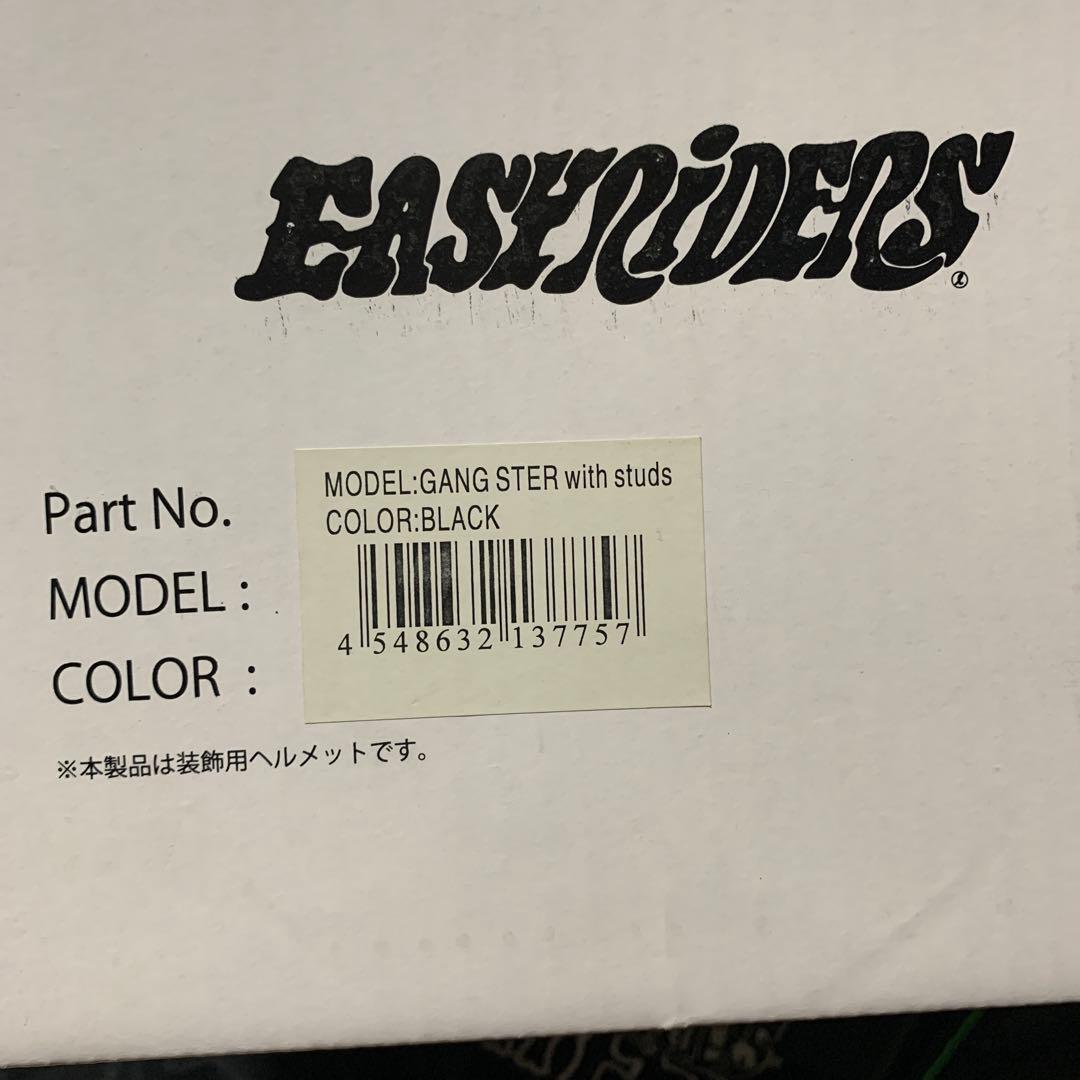 EASYRIDERS
Part No.
MODEL :
COLOR :
MODEL:GANG STER with studs
COLOR:BLACK
4 548632 137757
※本製品は装飾用ヘルメットです。